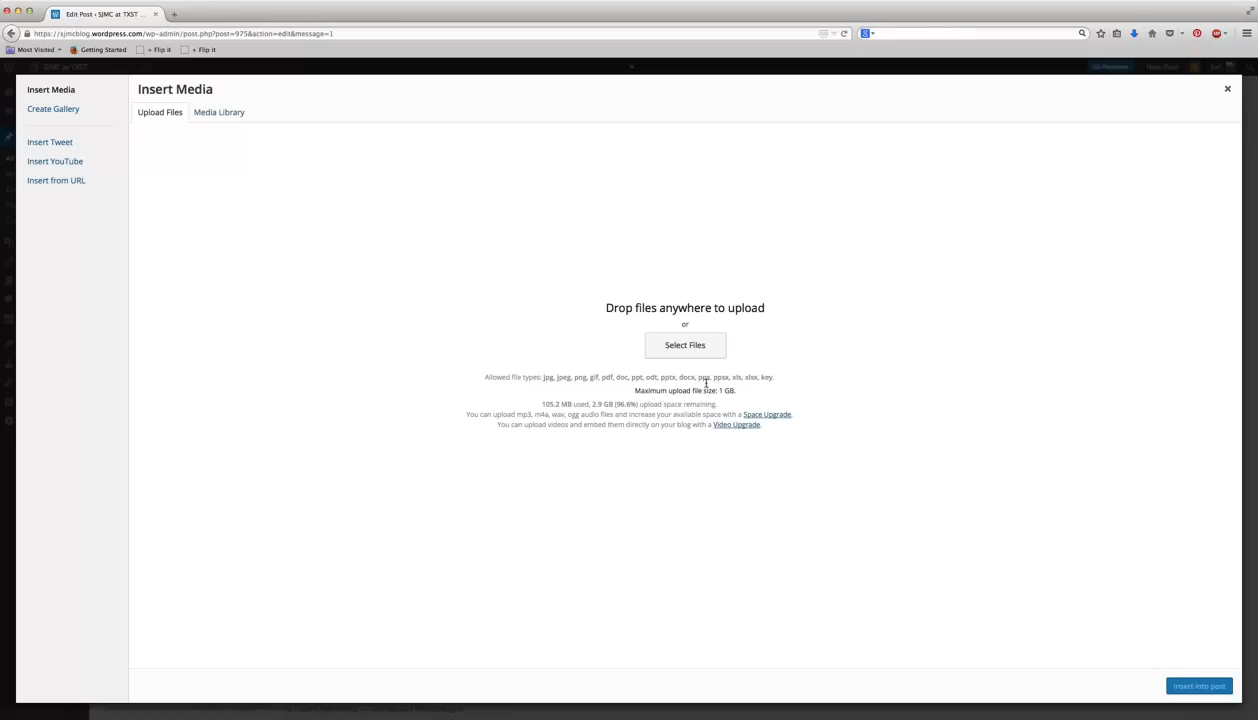 Edit Post ‹ SJMC at TXST ...
https://sjmcblog.wordpress.com/wp-admin/post.php?post=975&action=edit&message=1
Most Visited
Getting Started
+ Flip it
+ Flip it
Insert Media
Create Gallery
Insert Tweet
Insert YouTube
Insert from URL
Insert Media
Upload Files
Media Library
Drop files anywhere to upload
or
Select Files
Allowed file types: jpg, jpeg, png, gif, pdf, doc, ppt, odt, pptx, docx, pps, ppsx, xls, xlsx, key.
Maximum upload file size: 1 GB.
105.2 MB used, 2.9 GB (96.6%) upload space remaining.
You can upload mp3, m4a, wav, ogg audio files and increase your available space with a Space Upgrade.
You can upload videos and embed them directly on your blog with a Video Upgrade.
Insert into post